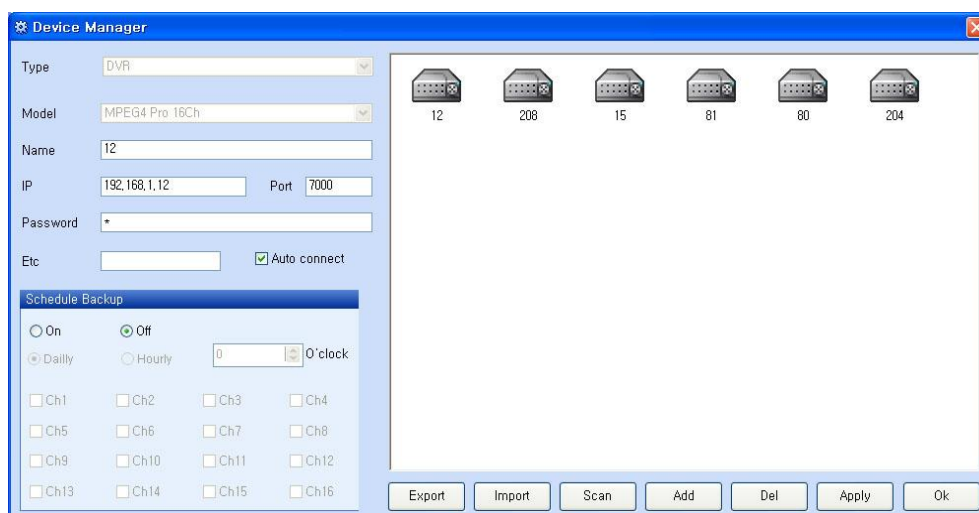 Device Manager
Type DVR
Model MPEG4 Pro 16Ch
Name 12
IP 192,168,1,12 Port 7000
Password *
Etc Auto connect
Schedule Backup
On Off
Dailly Hourly 0 O'clock
Ch1 Ch2 Ch3 Ch4
Ch5 Ch6 Ch7 Ch8
Ch9 Ch10 Ch11 Ch12
Ch13 Ch14 Ch15 Ch16
12 208 15 81 80 204
Export Import Scan Add Del Apply Ok